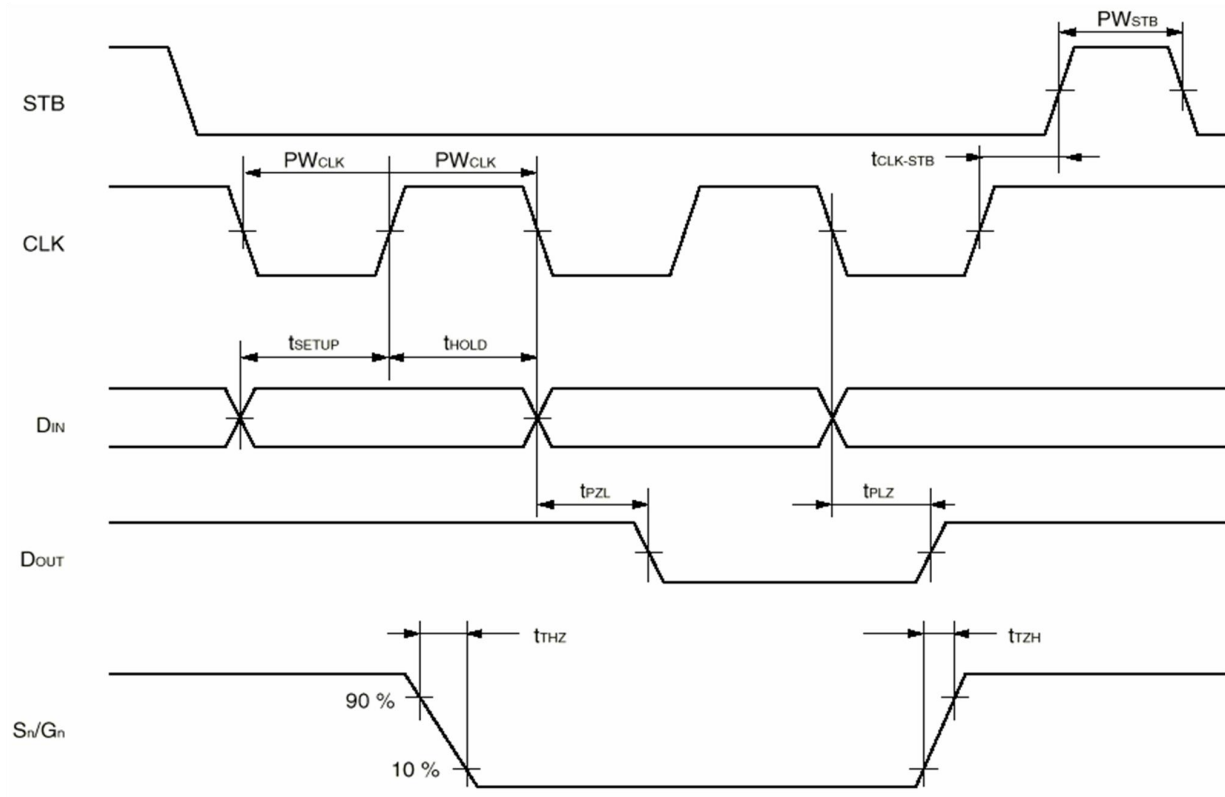 PWSTB
STB
PWCLK PWCLK tCLK-STB
CLK
tSETUP tHOLD
DIN
tPZL tPLZ
DOUT
tTHZ tTZH
90 %
Sn/Gn
10 %